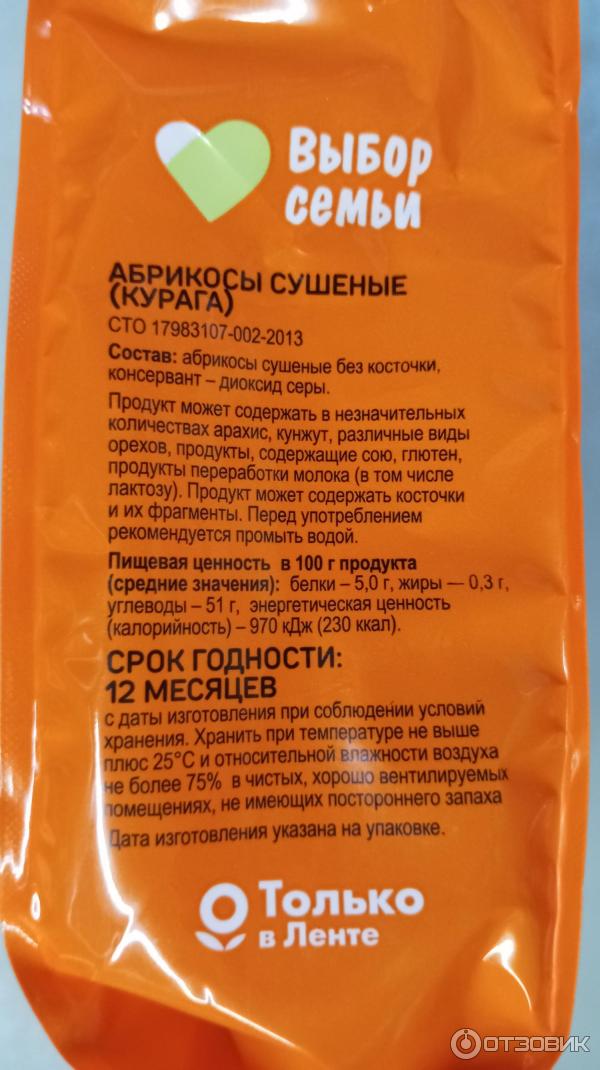 ВЫБОР
семьи
АБРИКОСЫ СУШЕНЫЕ
(КУРАГА)
СТО 17983107-002-2013
Состав: абрикосы сушеные без косточки,
консервант – диоксид серы.
Продукт может содержать в незначительных
количествах арахис, кунжут, различные виды
орехов, продукты, содержащие сою, глютен,
продукты переработки молока (в том числе
лактозу). Продукт может содержать косточки
и их фрагменты. Перед употреблением
рекомендуется промыть водой.
Пищевая ценность в 100 г продукта
(средние значения): белки – 5,0 г, жиры — 0,3 г,
углеводы – 51 г, энергетическая ценность
(калорийность) – 970 кДж (230 ккал).
СРОК ГОДНОСТИ:
12 МЕСЯЦЕВ
с даты изготовления при соблюдении условий
хранения. Хранить при температуре не выше
плюс 25°С и относительной влажности воздуха
не более 75% в чистых, хорошо вентилируемых
помещениях, не имеющих постороннего запаха
Дата изготовления указана на упаковке.
Только
в Ленте
ОТЗОВИК